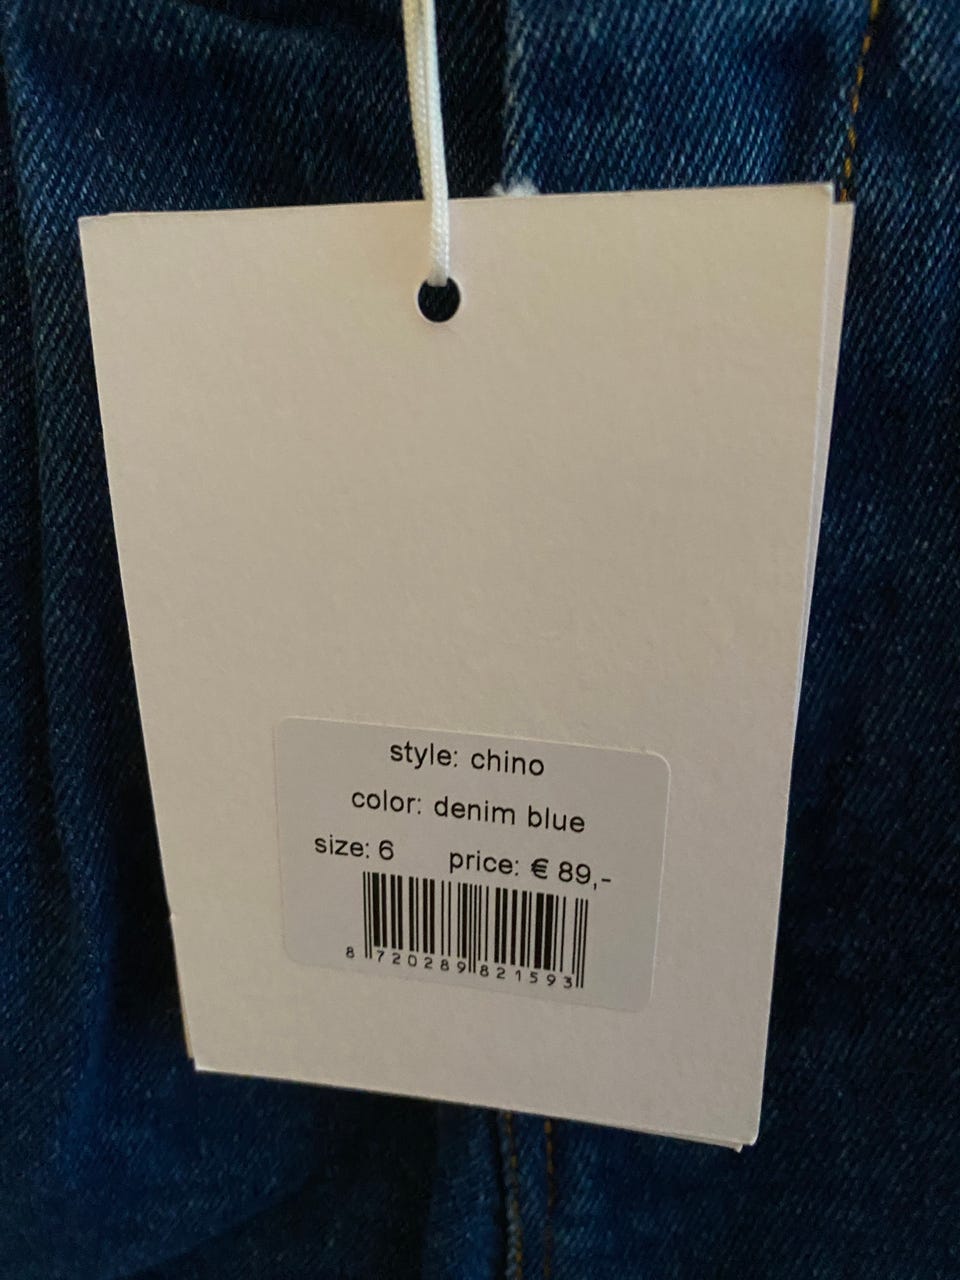 style: chino
color: denim blue
size: 6 price: € 89,-
8 720289 821593